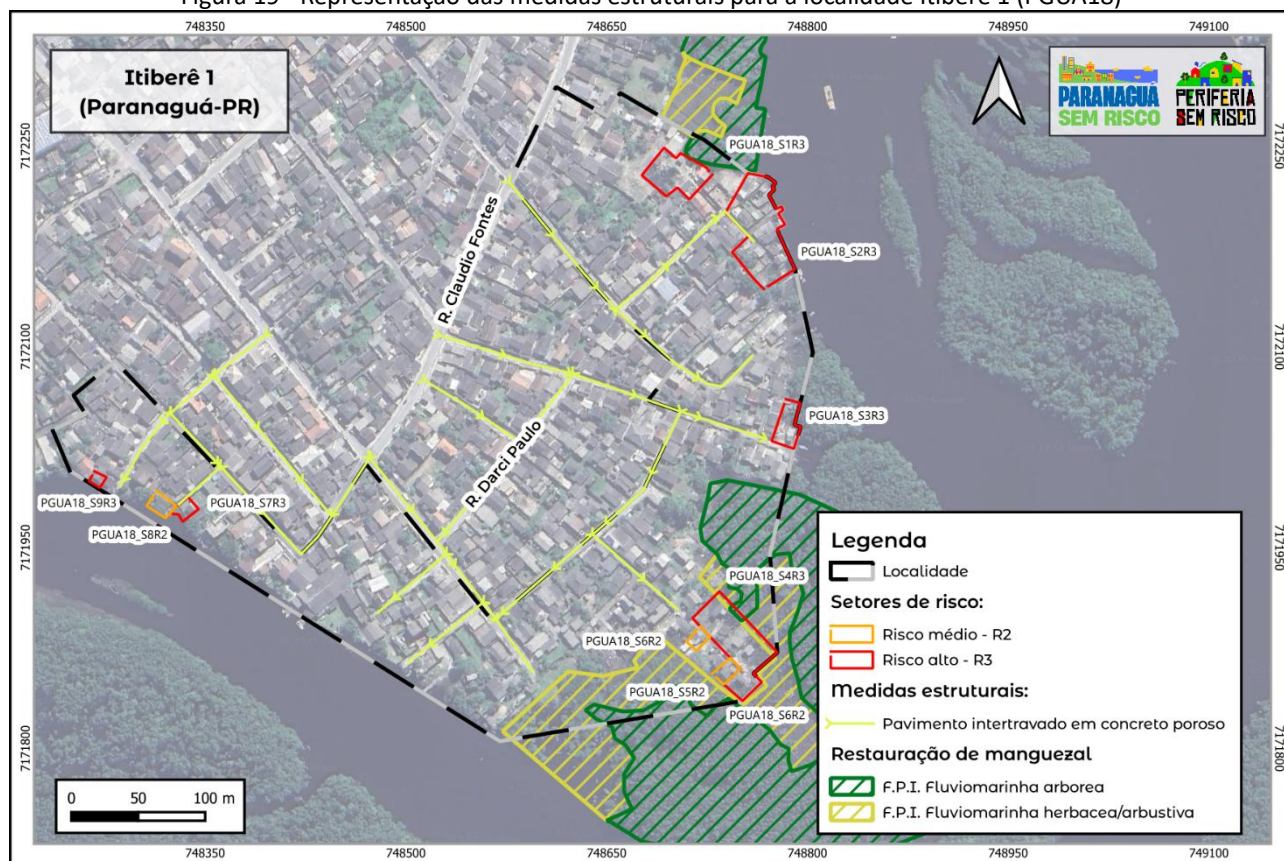 Figura 19 - Representação das medidas estruturais para a localidade Itiberê 1 (PGUA18)
748350 748500 748650 748800 748950 749100
Itiberê 1
(Paranaguá-PR)
PARANAGUÁ
SEM RISCO
PERIFERIA
SEM RISCO
7172250
7172250
PGUA18_S1R3
R. Claudio Fontes
PGUA18_S2R3
7172100
7172100
PGUA18_S3R3
R. Darci Paulo
PGUA18_S9R3
PGUA18_S7R3
PGUA18_S8R2
7171950
7171950
PGUA18_S4R3
PGUA18_S6R2
PGUA18_S5R2
PGUA18_S6R2
7171800
7171800
Legenda
Localidade
Setores de risco:
Risco médio - R2
Risco alto - R3
Medidas estruturais:
Pavimento intertravado em concreto poroso
Restauração de manguezal
F.P.I. Fluviomarinha arborea
F.P.I. Fluviomarinha herbacea/arbustiva
0 50 100 m
748350 748500 748650 748800 748950 749100